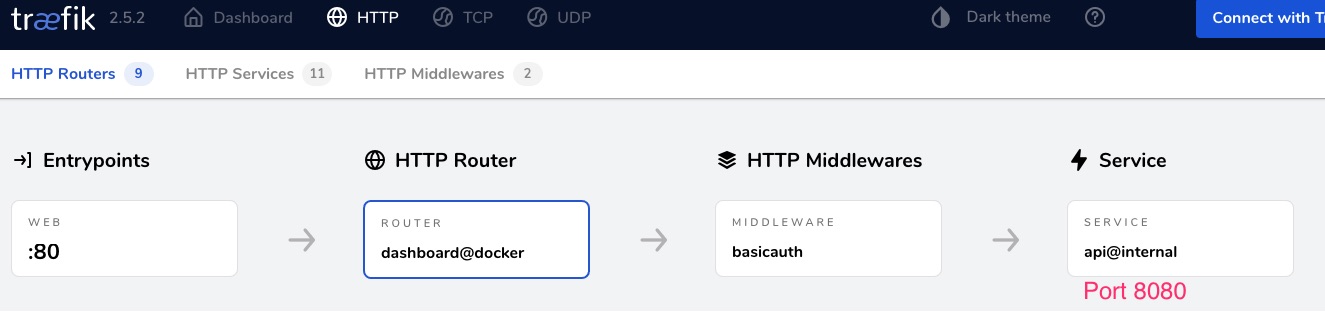 træfik 2.5.2 Dashboard HTTP TCP UDP Dark theme Connect with Tr
HTTP Routers 9 HTTP Services 11 HTTP Middlewares 2
Entrypoints HTTP Router HTTP Middlewares Service
WEB ROUTER MIDDLEWARE SERVICE
:80 dashboard@docker basicauth api@internal
Port 8080